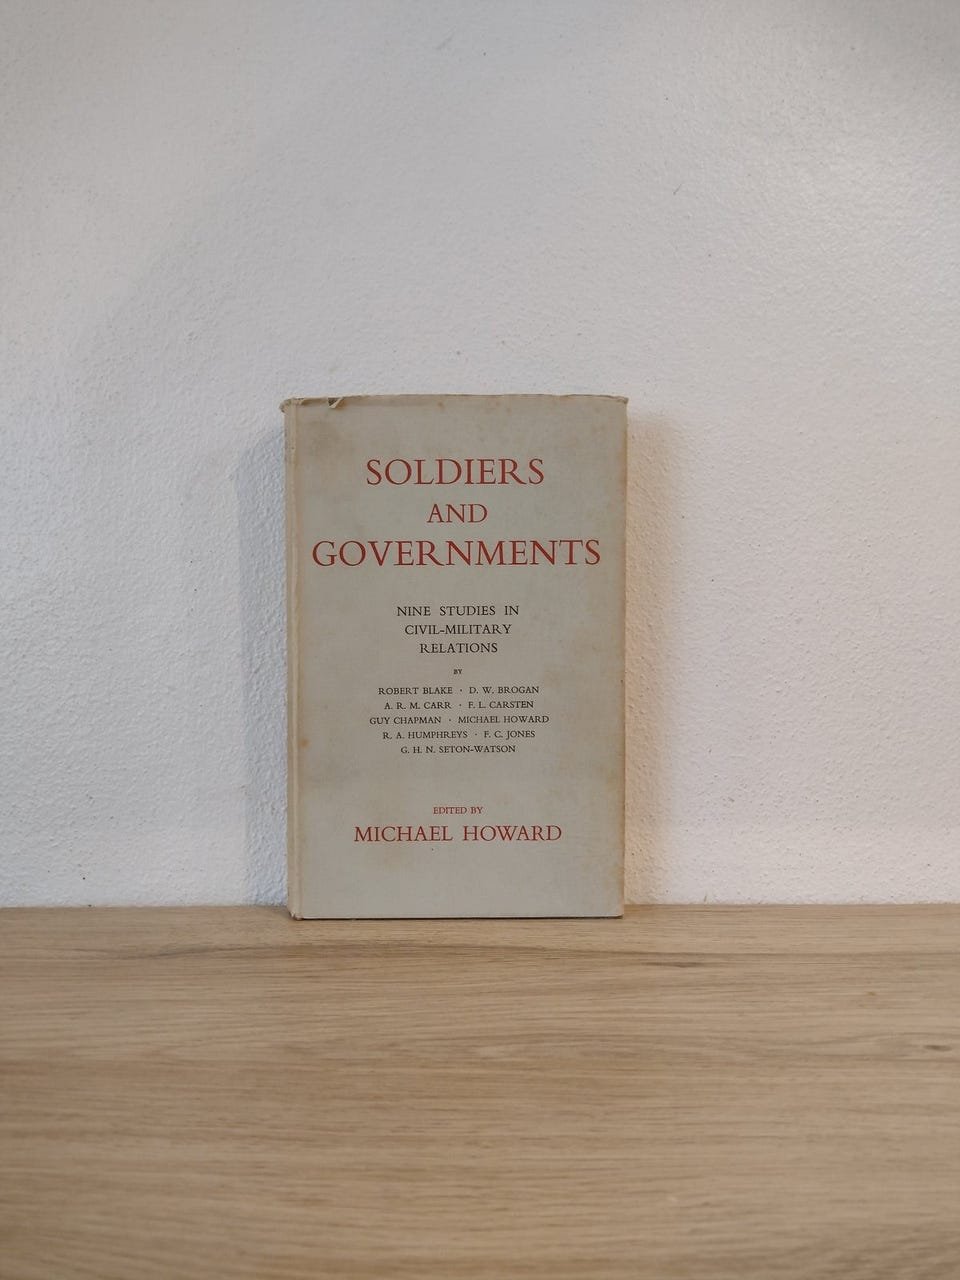 SOLDIERS
AND
GOVERNMENTS
NINE STUDIES IN
CIVIL-MILITARY
RELATIONS
BY
ROBERT BLAKE · D. W. BROGAN
A. R. M. CARR · F. L. CARSTEN
GUY CHAPMAN · MICHAEL HOWARD
R. A. HUMPHREYS · F. C. JONES
G. H. N. SETON-WATSON
EDITED BY
MICHAEL HOWARD